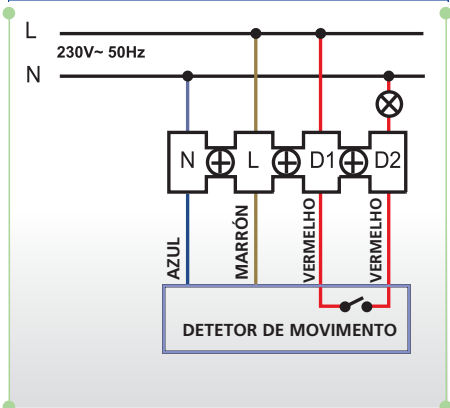 L
230V~ 50Hz
N
N L D1 D2
AZUL
MARRÓN
VERMELHO
VERMELHO
DETETOR DE MOVIMENTO